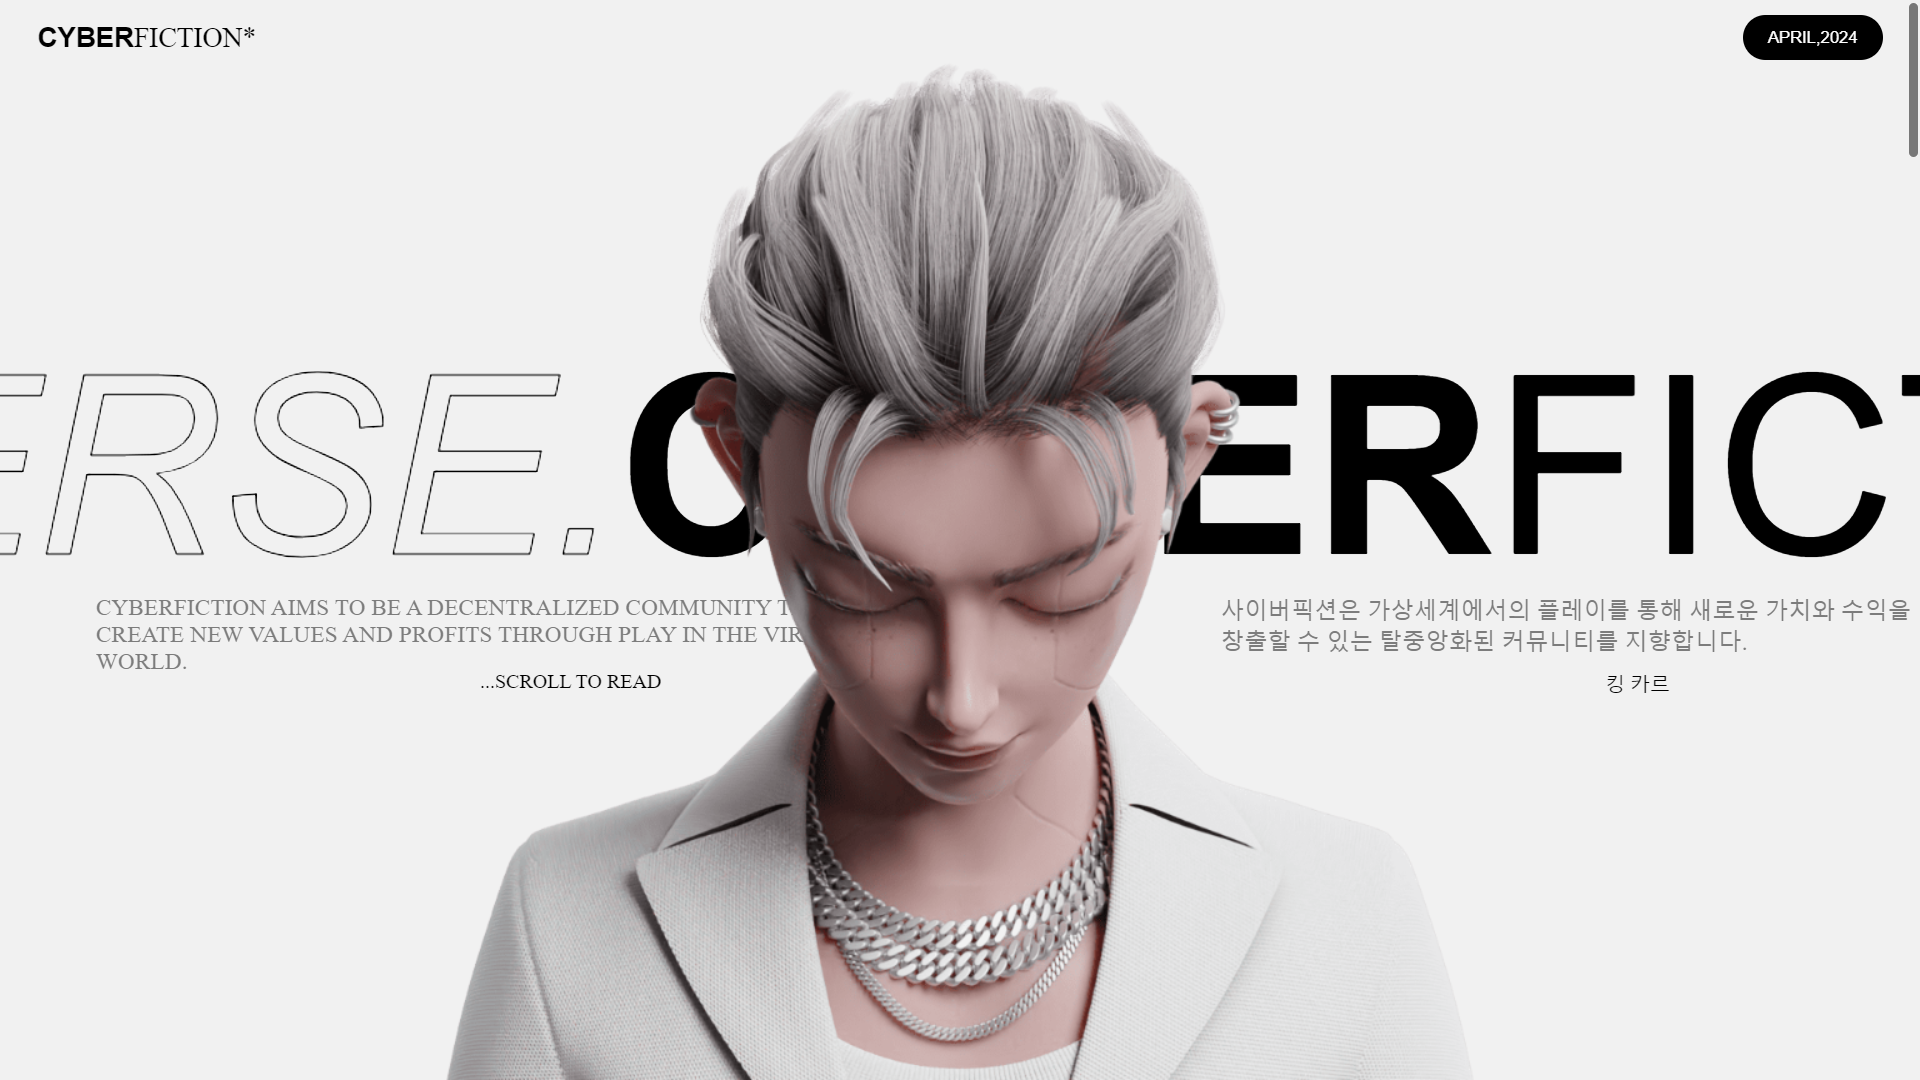 CYBERFICTION*
APRIL,2024
ERSE. C ERFIC
CYBERFICTION AIMS TO BE A DECENTRALIZED COMMUNITY
CREATE NEW VALUES AND PROFITS THROUGH PLAY IN THE
WORLD.
...SCROLL TO READ
사이버픽션은 가상세계에서의 플레이를 통해 새로운 가치와 수익을
창출할 수 있는 탈중앙화된 커뮤니티를 지향합니다.
킹 카르